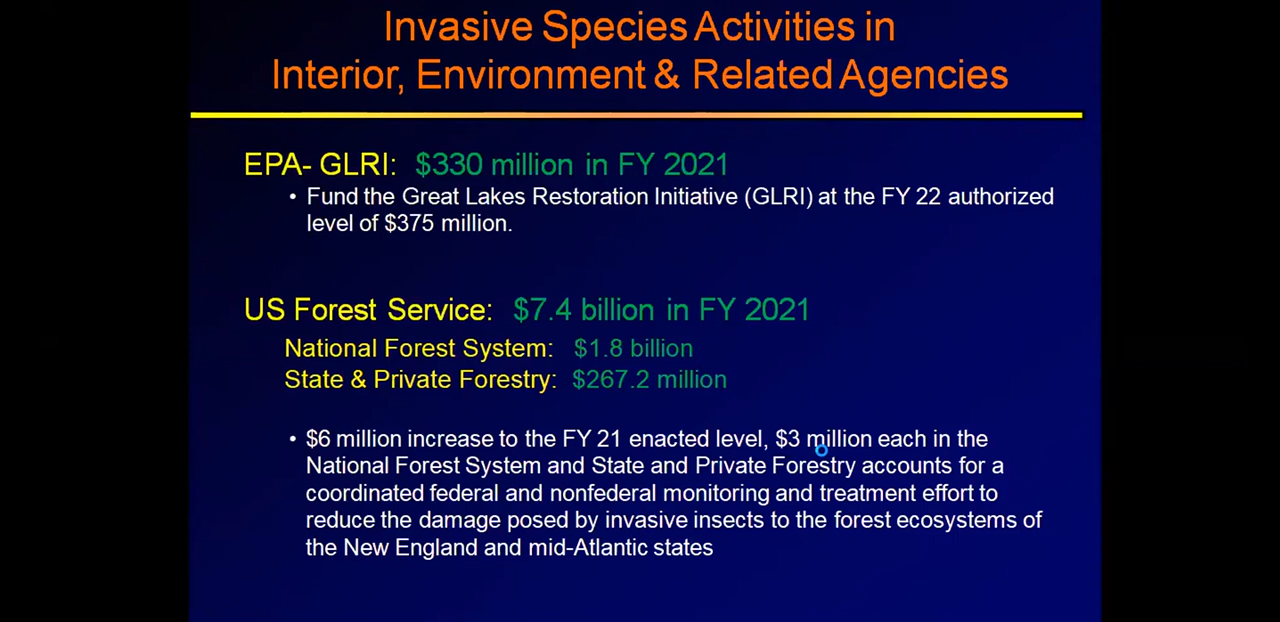 Invasive Species Activities in
Interior, Environment & Related Agencies
EPA- GLRI: $330 million in FY 2021
• Fund the Great Lakes Restoration Initiative (GLRI) at the FY 22 authorized
level of $375 million.
US Forest Service: $7.4 billion in FY 2021
National Forest System: $1.8 billion
State & Private Forestry: $267.2 million
• $6 million increase to the FY 21 enacted level, $3 million each in the
National Forest System and State and Private Forestry accounts for a
coordinated federal and nonfederal monitoring and treatment effort to
reduce the damage posed by invasive insects to the forest ecosystems of
the New England and mid-Atlantic states